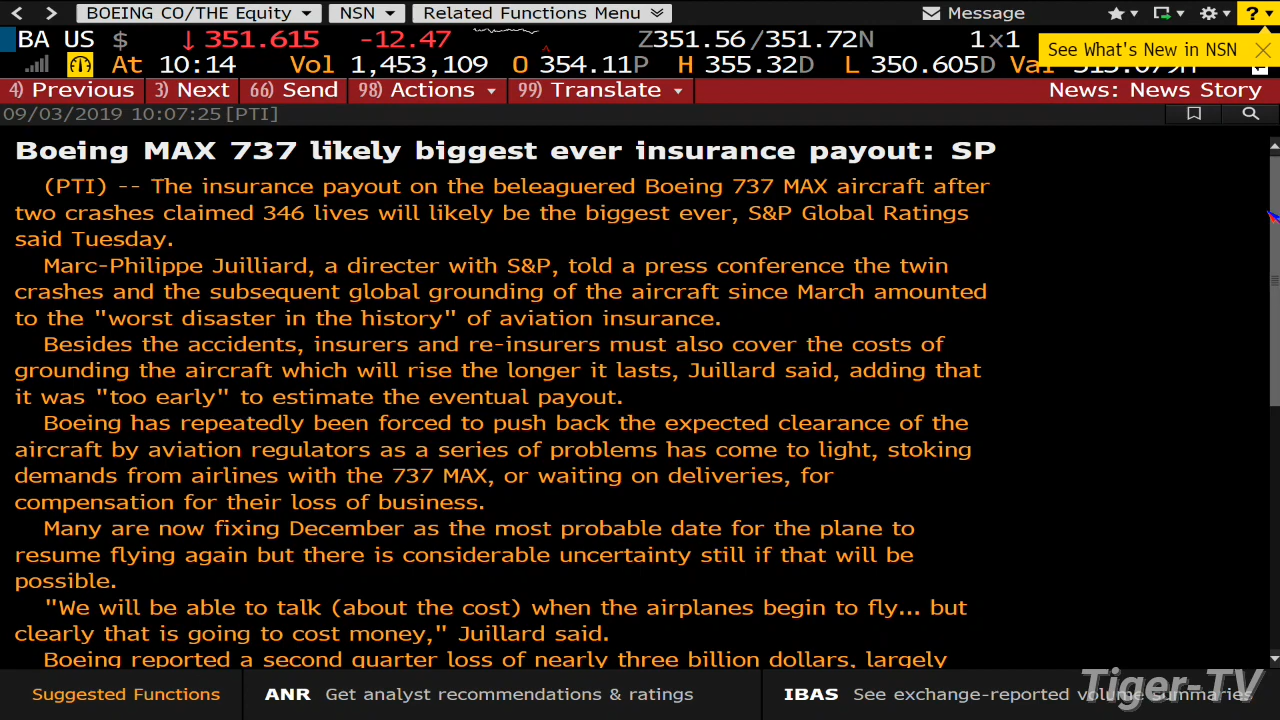 BOEING CO/THE Equity NSN Related Functions Menu Message
BA US $ ↓ 351.615 -12.47 Z351.56/351.72N 1x1
See What's New in NSN
At 10:14 Vol 1,453,109 O 354.11P H 355.32D L 350.605D Val
4) Previous 3) Next 66) Send 98) Actions 99) Translate News: News Story
09/03/2019 10:07:25[PTI]
Boeing MAX 737 likely biggest ever insurance payout: SP
(PTI) -- The insurance payout on the beleaguered Boeing 737 MAX aircraft after
two crashes claimed 346 lives will likely be the biggest ever, S&P Global Ratings
said Tuesday.
Marc-Philippe Juilliard, a directer with S&P, told a press conference the twin
crashes and the subsequent global grounding of the aircraft since March amounted
to the "worst disaster in the history" of aviation insurance.
Besides the accidents, insurers and re-insurers must also cover the costs of
grounding the aircraft which will rise the longer it lasts, Juillard said, adding that
it was "too early" to estimate the eventual payout.
Boeing has repeatedly been forced to push back the expected clearance of the
aircraft by aviation regulators as a series of problems has come to light, stoking
demands from airlines with the 737 MAX, or waiting on deliveries, for
compensation for their loss of business.
Many are now fixing December as the most probable date for the plane to
resume flying again but there is considerable uncertainty still if that will be
possible.
"We will be able to talk (about the cost) when the airplanes begin to fly... but
clearly that is going to cost money," Juillard said.
Boeing reported a second quarter loss of nearly three billion dollars, largely
Suggested Functions ANR Get analyst recommendations & ratings IBAS See exchange-reported volume summaries
Tiger-TV